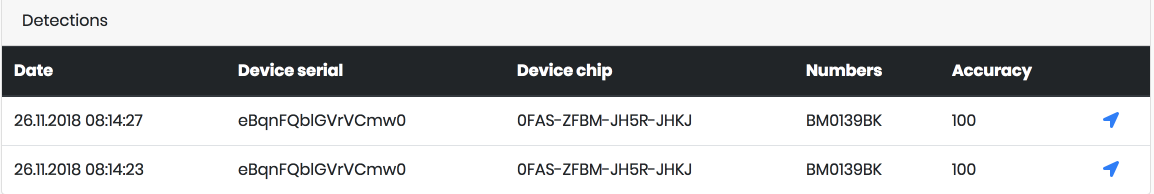 Detections
Date Device serial Device chip Numbers Accuracy
26.11.2018 08:14:27 eBqnFQblGVrVCmw0 0FAS-ZFBM-JH5R-JHKJ BM0139BK 100
26.11.2018 08:14:23 eBqnFQblGVrVCmw0 0FAS-ZFBM-JH5R-JHKJ BM0139BK 100